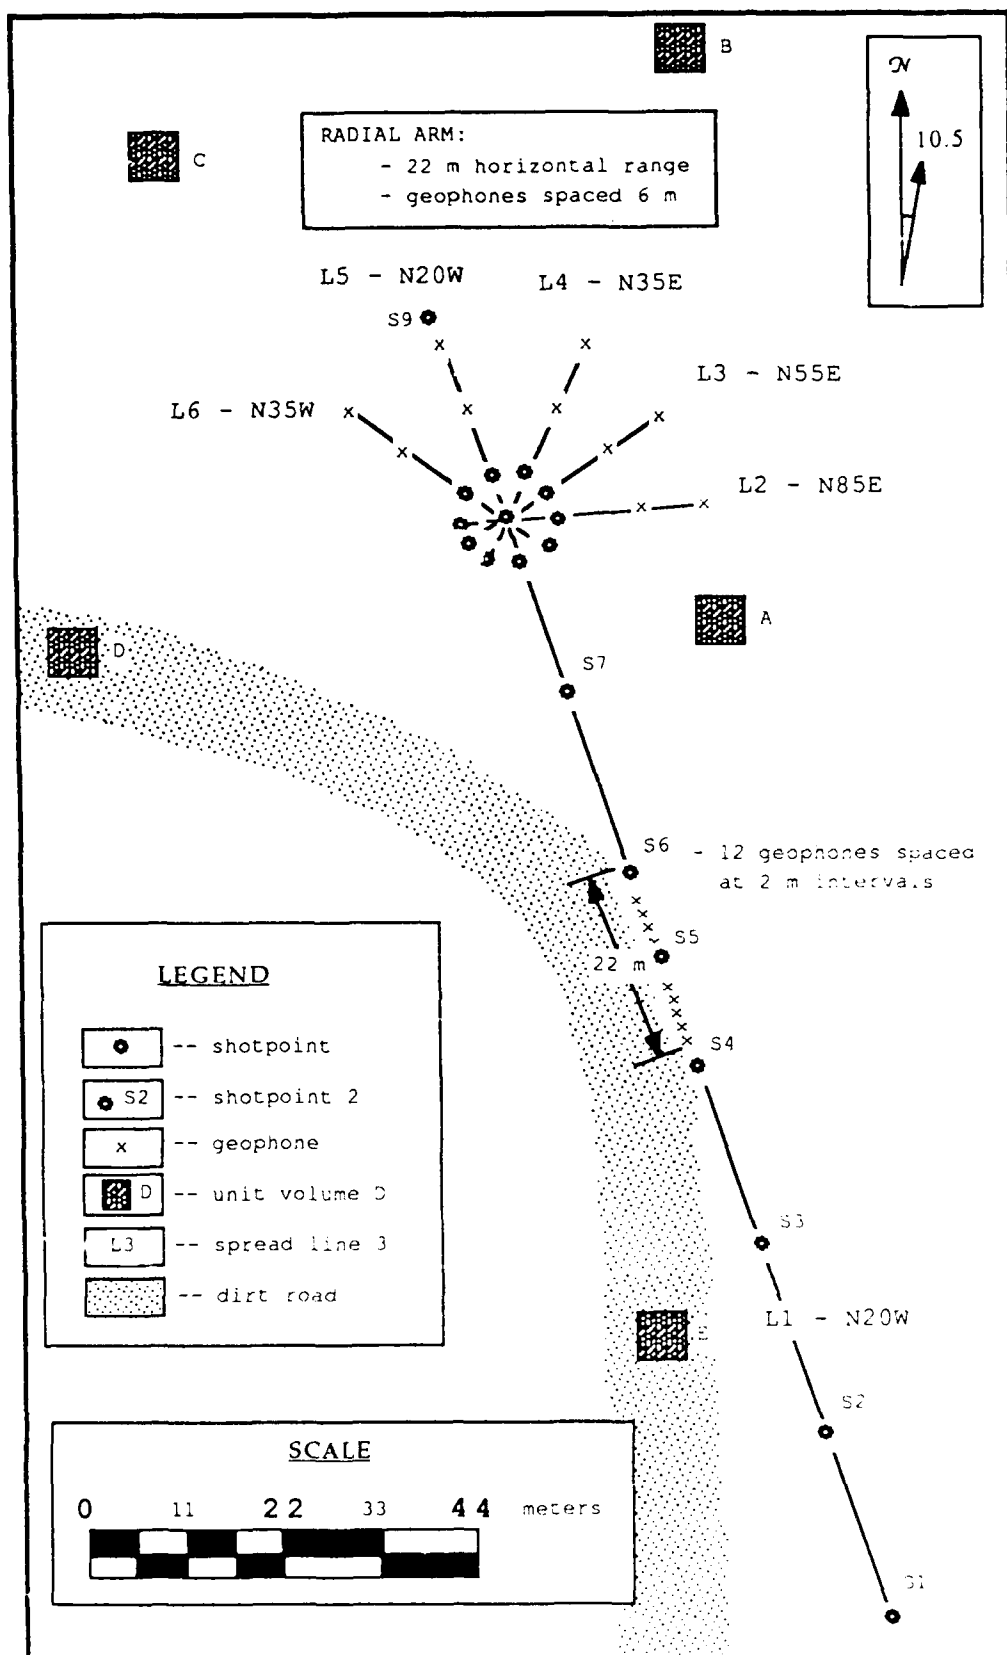 B
N
10.5
C
RADIAL ARM:
- 22 m horizontal range
- geophones spaced 6 m
L5 - N20W
L4 - N35E
S9
L3 - N55E
L6 - N35W
L2 - N85E
A
D
S7
S6
- 12 geophones spaced
at 2 m intervals
S5
22 m
S4
LEGEND
-- shotpoint
S2 -- shotpoint 2
x -- geophone
D -- unit volume D
L3 -- spread line 3
-- dirt road
S3
E
L1 - N20W
S2
SCALE
0 11 22 33 44 meters
S1